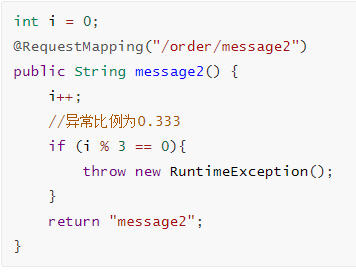 int i = 0;
@RequestMapping("/order/message2")
public String message2() {
    i++;
    //异常比例为0.333
    if (i % 3 == 0){
        throw new RuntimeException();
    }
    return "message2";
}